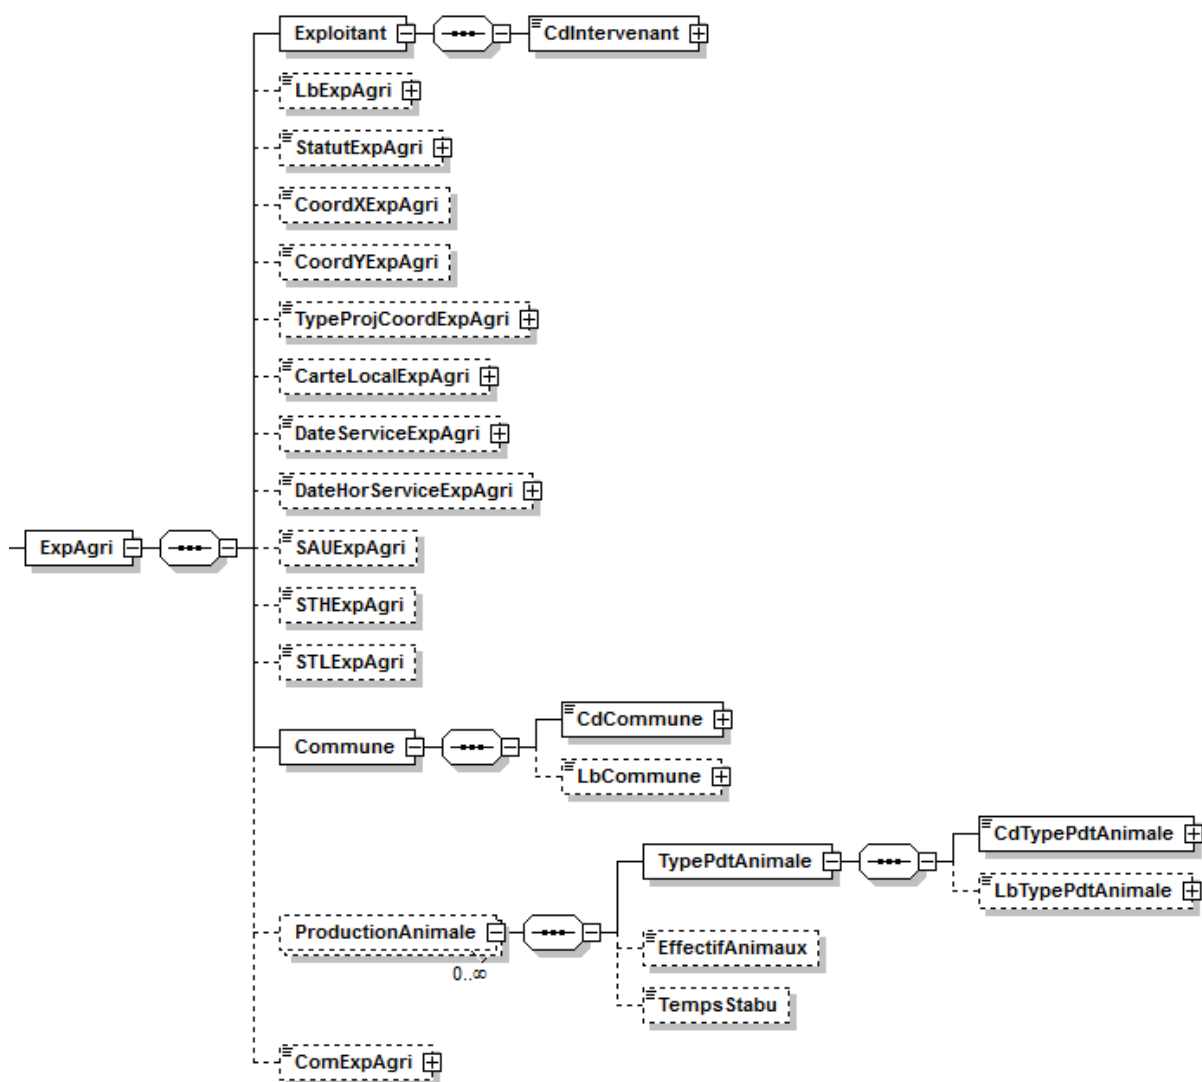 Exploitant
CdIntervenant
LbExpAgri
StatutExpAgri
CoordXExpAgri
CoordYExpAgri
TypeProjCoordExpAgri
CarteLocalExpAgri
DateServiceExpAgri
DateHorServiceExpAgri
ExpAgri
SAUExpAgri
STHExpAgri
STLExpAgri
Commune
CdCommune
LbCommune
ProductionAnimale
0..∞
TypePdtAnimale
CdTypePdtAnimale
LbTypePdtAnimale
EffectifAnimaux
TempsStabu
ComExpAgri